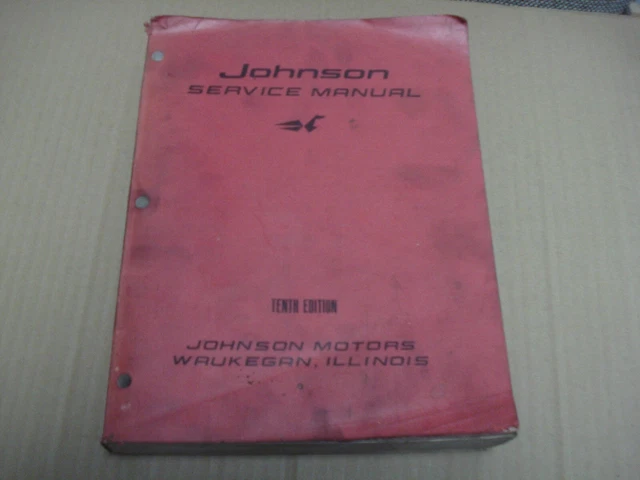 Johnson
SERVICE MANUAL
TENTH EDITION
JOHNSON MOTORS
WAUKEGAN, ILLINOIS